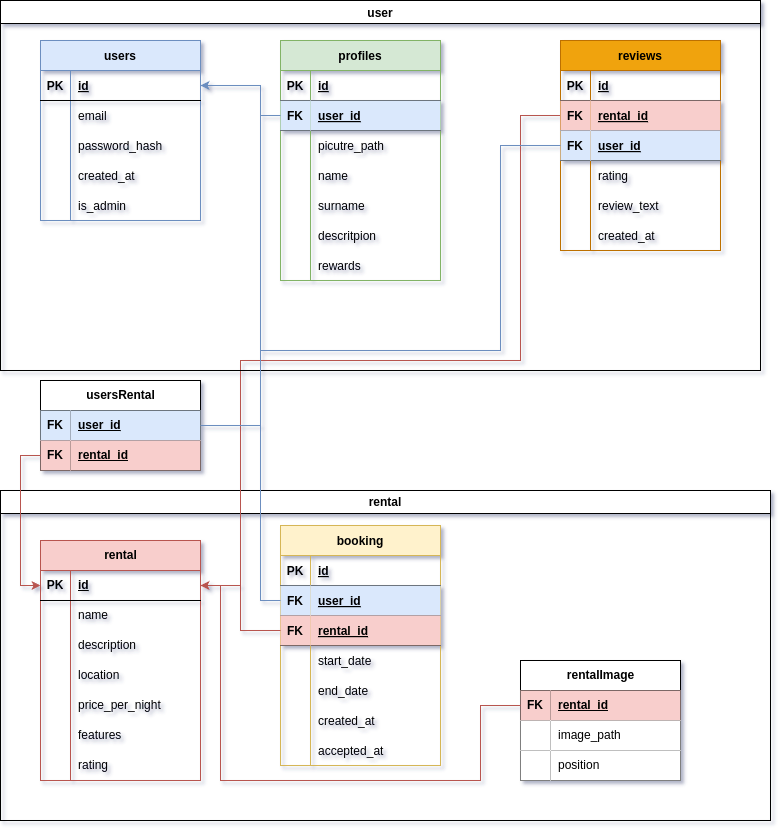 user
users
PK id
email
password_hash
created_at
is_admin
profiles
PK id
FK user_id
picutre_path
name
surname
descritpion
rewards
reviews
PK id
FK rental_id
FK user_id
rating
review_text
created_at
usersRental
FK user_id
FK rental_id
rental
rental
PK id
name
description
location
price_per_night
features
rating
booking
PK id
FK user_id
FK rental_id
start_date
end_date
created_at
accepted_at
rentalImage
FK rental_id
image_path
position